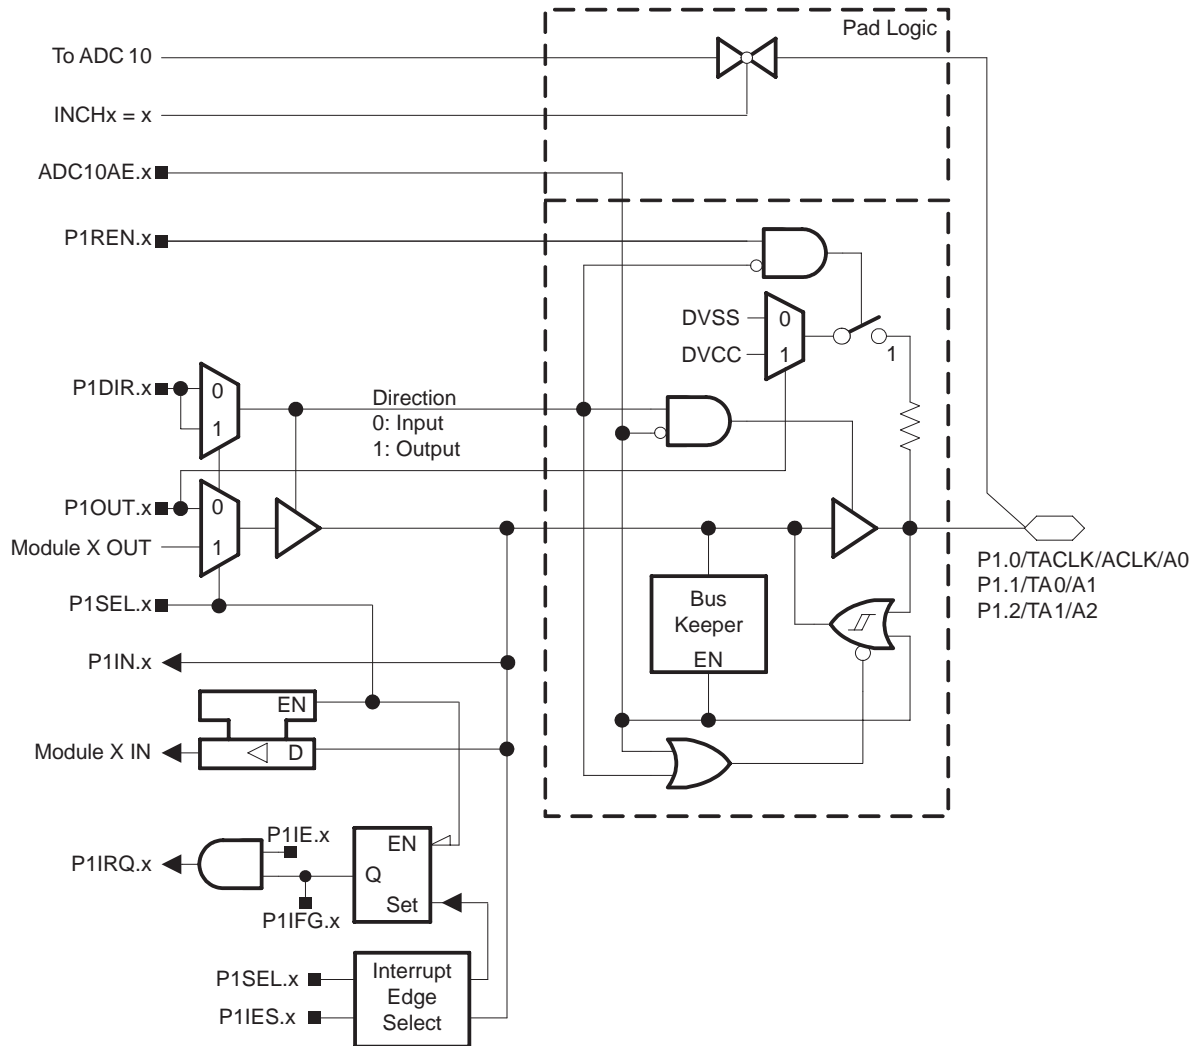 Pad Logic
To ADC 10
INCHx = x
ADC10AE.x
P1REN.x
DVSS
0
DVCC
1
1
P1DIR.x
0
1
Direction
0: Input
1: Output
P1OUT.x
0
Module X OUT
1
P1SEL.x
P1.0/TACLK/ACLK/A0
P1.1/TA0/A1
P1.2/TA1/A2
Bus
Keeper
EN
P1IN.x
EN
Module X IN
D
P1IE.x
P1IRQ.x
EN
Q
Set
P1IFG.x
P1SEL.x
P1IES.x
Interrupt
Edge
Select